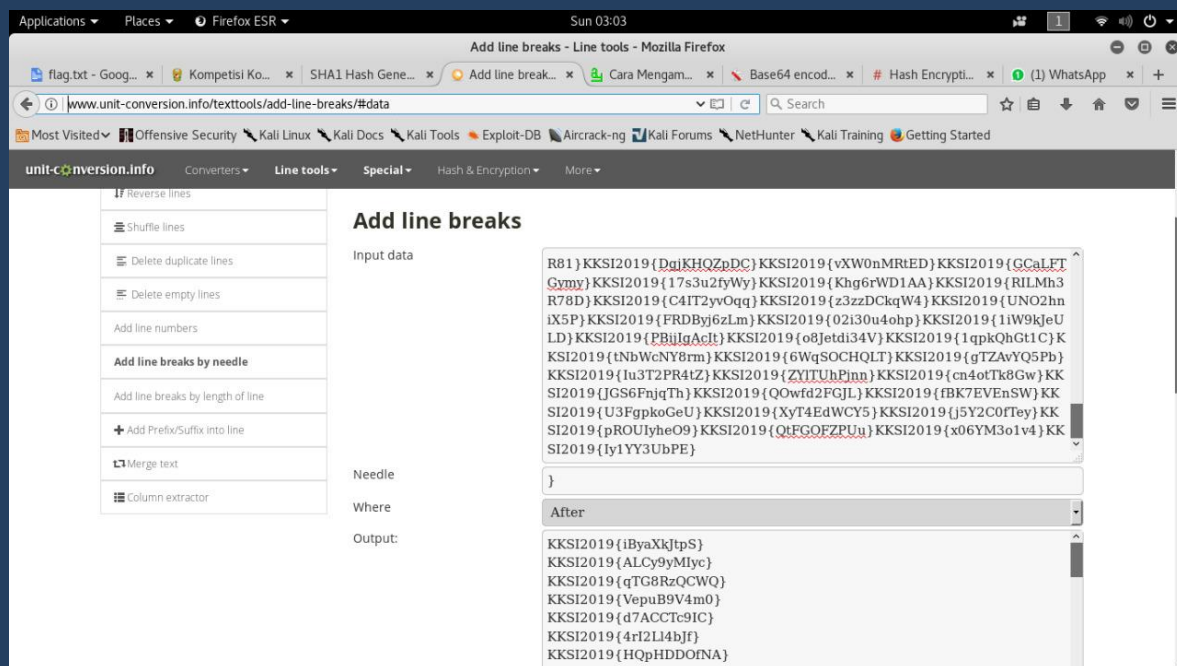 Applications Places Firefox ESR Sun 03:03 1
Add line breaks - Line tools - Mozilla Firefox
flag.txt - Goog... Kompetisi Ko... SHA1 Hash Gene... Add line break... Cara Mengam... Base64 encod... # Hash Encrypti... (1) WhatsApp
www.unit-conversion.info/texttools/add-line-breaks/#data Search
Most Visited Offensive Security Kali Linux Kali Docs Kali Tools Exploit-DB Aircrack-ng Kali Forums NetHunter Kali Training Getting Started
unit-conversion.info Converters Line tools Special Hash & Encryption More
Reverse lines
Shuffle lines
Delete duplicate lines
Delete empty lines
Add line numbers
Add line breaks by needle
Add line breaks by length of line
Add Prefix/Suffix into line
Merge text
Column extractor
Add line breaks
Input data
R81}KKSI2019{DgjKHQZpDC}KKSI2019{vXW0nMRtED}KKSI2019{GCaLFT
Gymy}KKSI2019{17s3u2fyWy}KKSI2019{Khg6rWD1AA}KKSI2019{RILMh3
R78D}KKSI2019{C4IT2yvOqq}KKSI2019{z3zzDCkqW4}KKSI2019{UNO2hn
iX5P}KKSI2019{FRDByj6zLm}KKSI2019{02i30u4ohp}KKSI2019{1iW9kJeU
LD}KKSI2019{PBijIgAcIt}KKSI2019{o8Jetdi34V}KKSI2019{1qpkQhGt1C}K
KSI2019{tNbWcNY8rm}KKSI2019{6WqSOCHQLT}KKSI2019{gTZAvYQ5Pb}
KKSI2019{Iu3T2PR4tZ}KKSI2019{ZYlTUhPjnn}KKSI2019{cn4otTk8Gw}KK
SI2019{JGS6FnjqTh}KKSI2019{QOwfd2FGJL}KKSI2019{fBK7EVEnSW}KK
SI2019{U3FgpkoGeU}KKSI2019{XyT4EdWCY5}KKSI2019{j5Y2C0fTey}KK
SI2019{pROUIyheO9}KKSI2019{QtFGOFZPUu}KKSI2019{x06YM3o1v4}KK
SI2019{Iy1YY3UbPE}
Needle
}
Where
After
Output:
KKSI2019{iByaXkJtpS}
KKSI2019{ALCy9yMIyc}
KKSI2019{qTG8RzQCWQ}
KKSI2019{VepuB9V4m0}
KKSI2019{d7ACCTc9IC}
KKSI2019{4rI2Ll4bJf}
KKSI2019{HQpHDDOfNA}